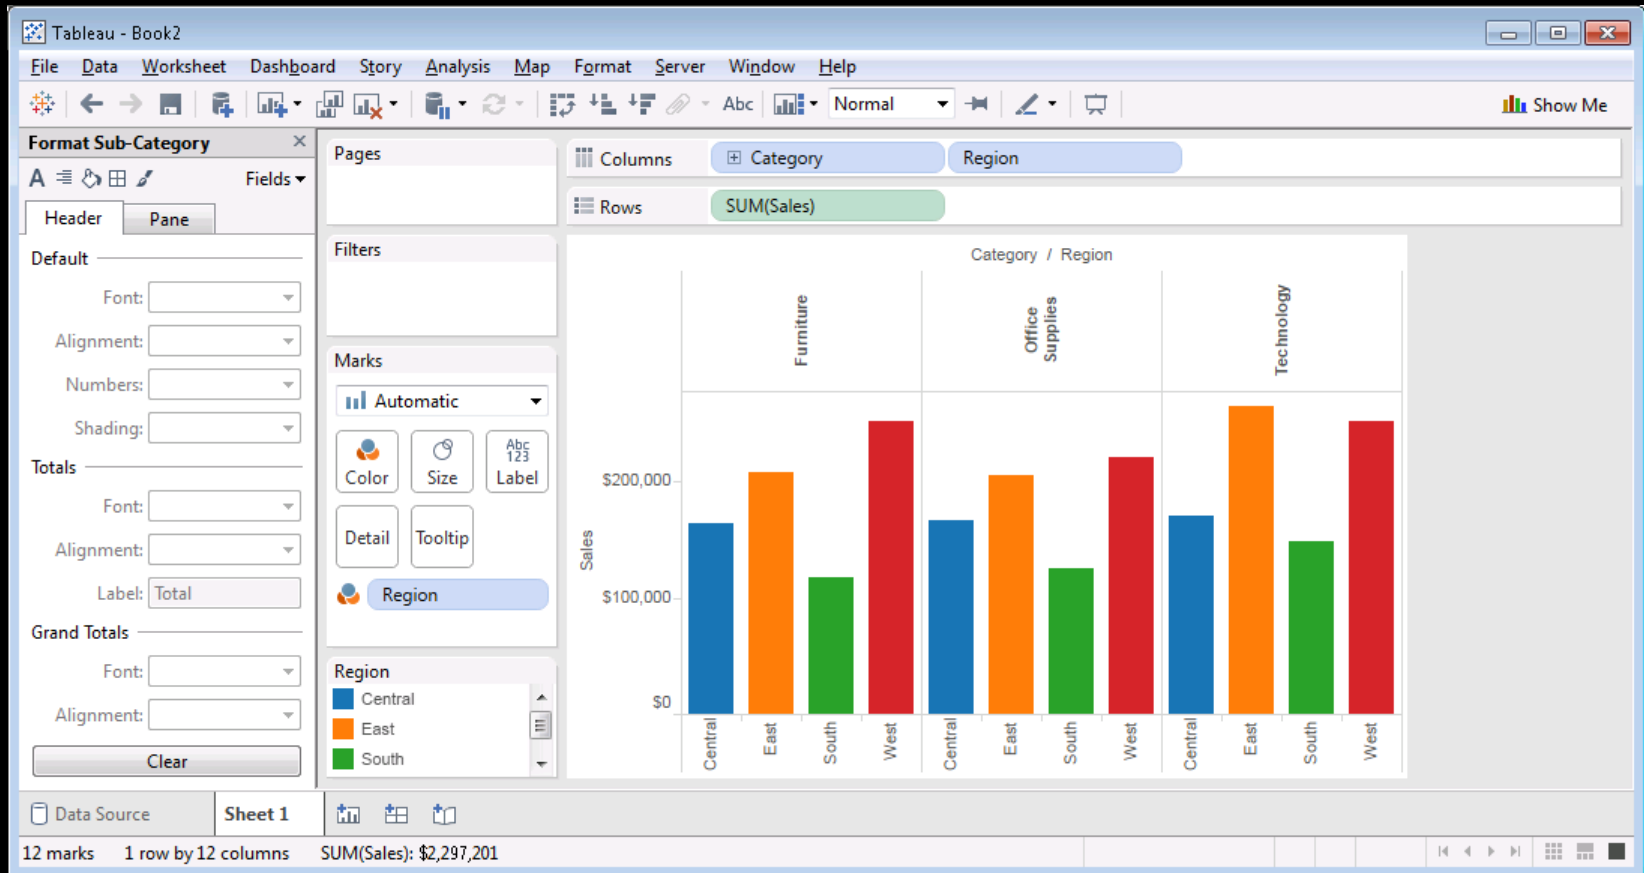 Tableau - Book2
File Data Worksheet Dashboard Story Analysis Map Format Server Window Help
Abc Normal Show Me
Format Sub-Category
Fields
Header Pane
Default
Font:
Alignment:
Numbers:
Shading:
Totals
Font:
Alignment:
Label: Total
Grand Totals
Font:
Alignment:
Clear
Pages
Filters
Marks
Automatic
Color Size Abc 123 Label
Detail Tooltip
Region
Region
Central
East
South
Columns Category Region
Rows SUM(Sales)
Category / Region
Furniture
Office
Supplies
Technology
Sales
$200,000
$100,000
$0
Central East South West Central East South West Central East South West
Data Source Sheet 1
12 marks 1 row by 12 columns SUM(Sales): $2,297,201